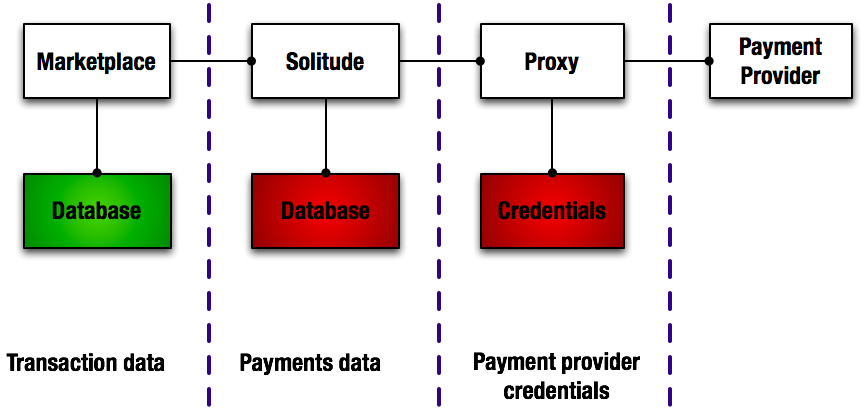 Marketplace
Solitude
Proxy
Payment
Provider
Database
Database
Credentials
Transaction data
Payments data
Payment provider
credentials